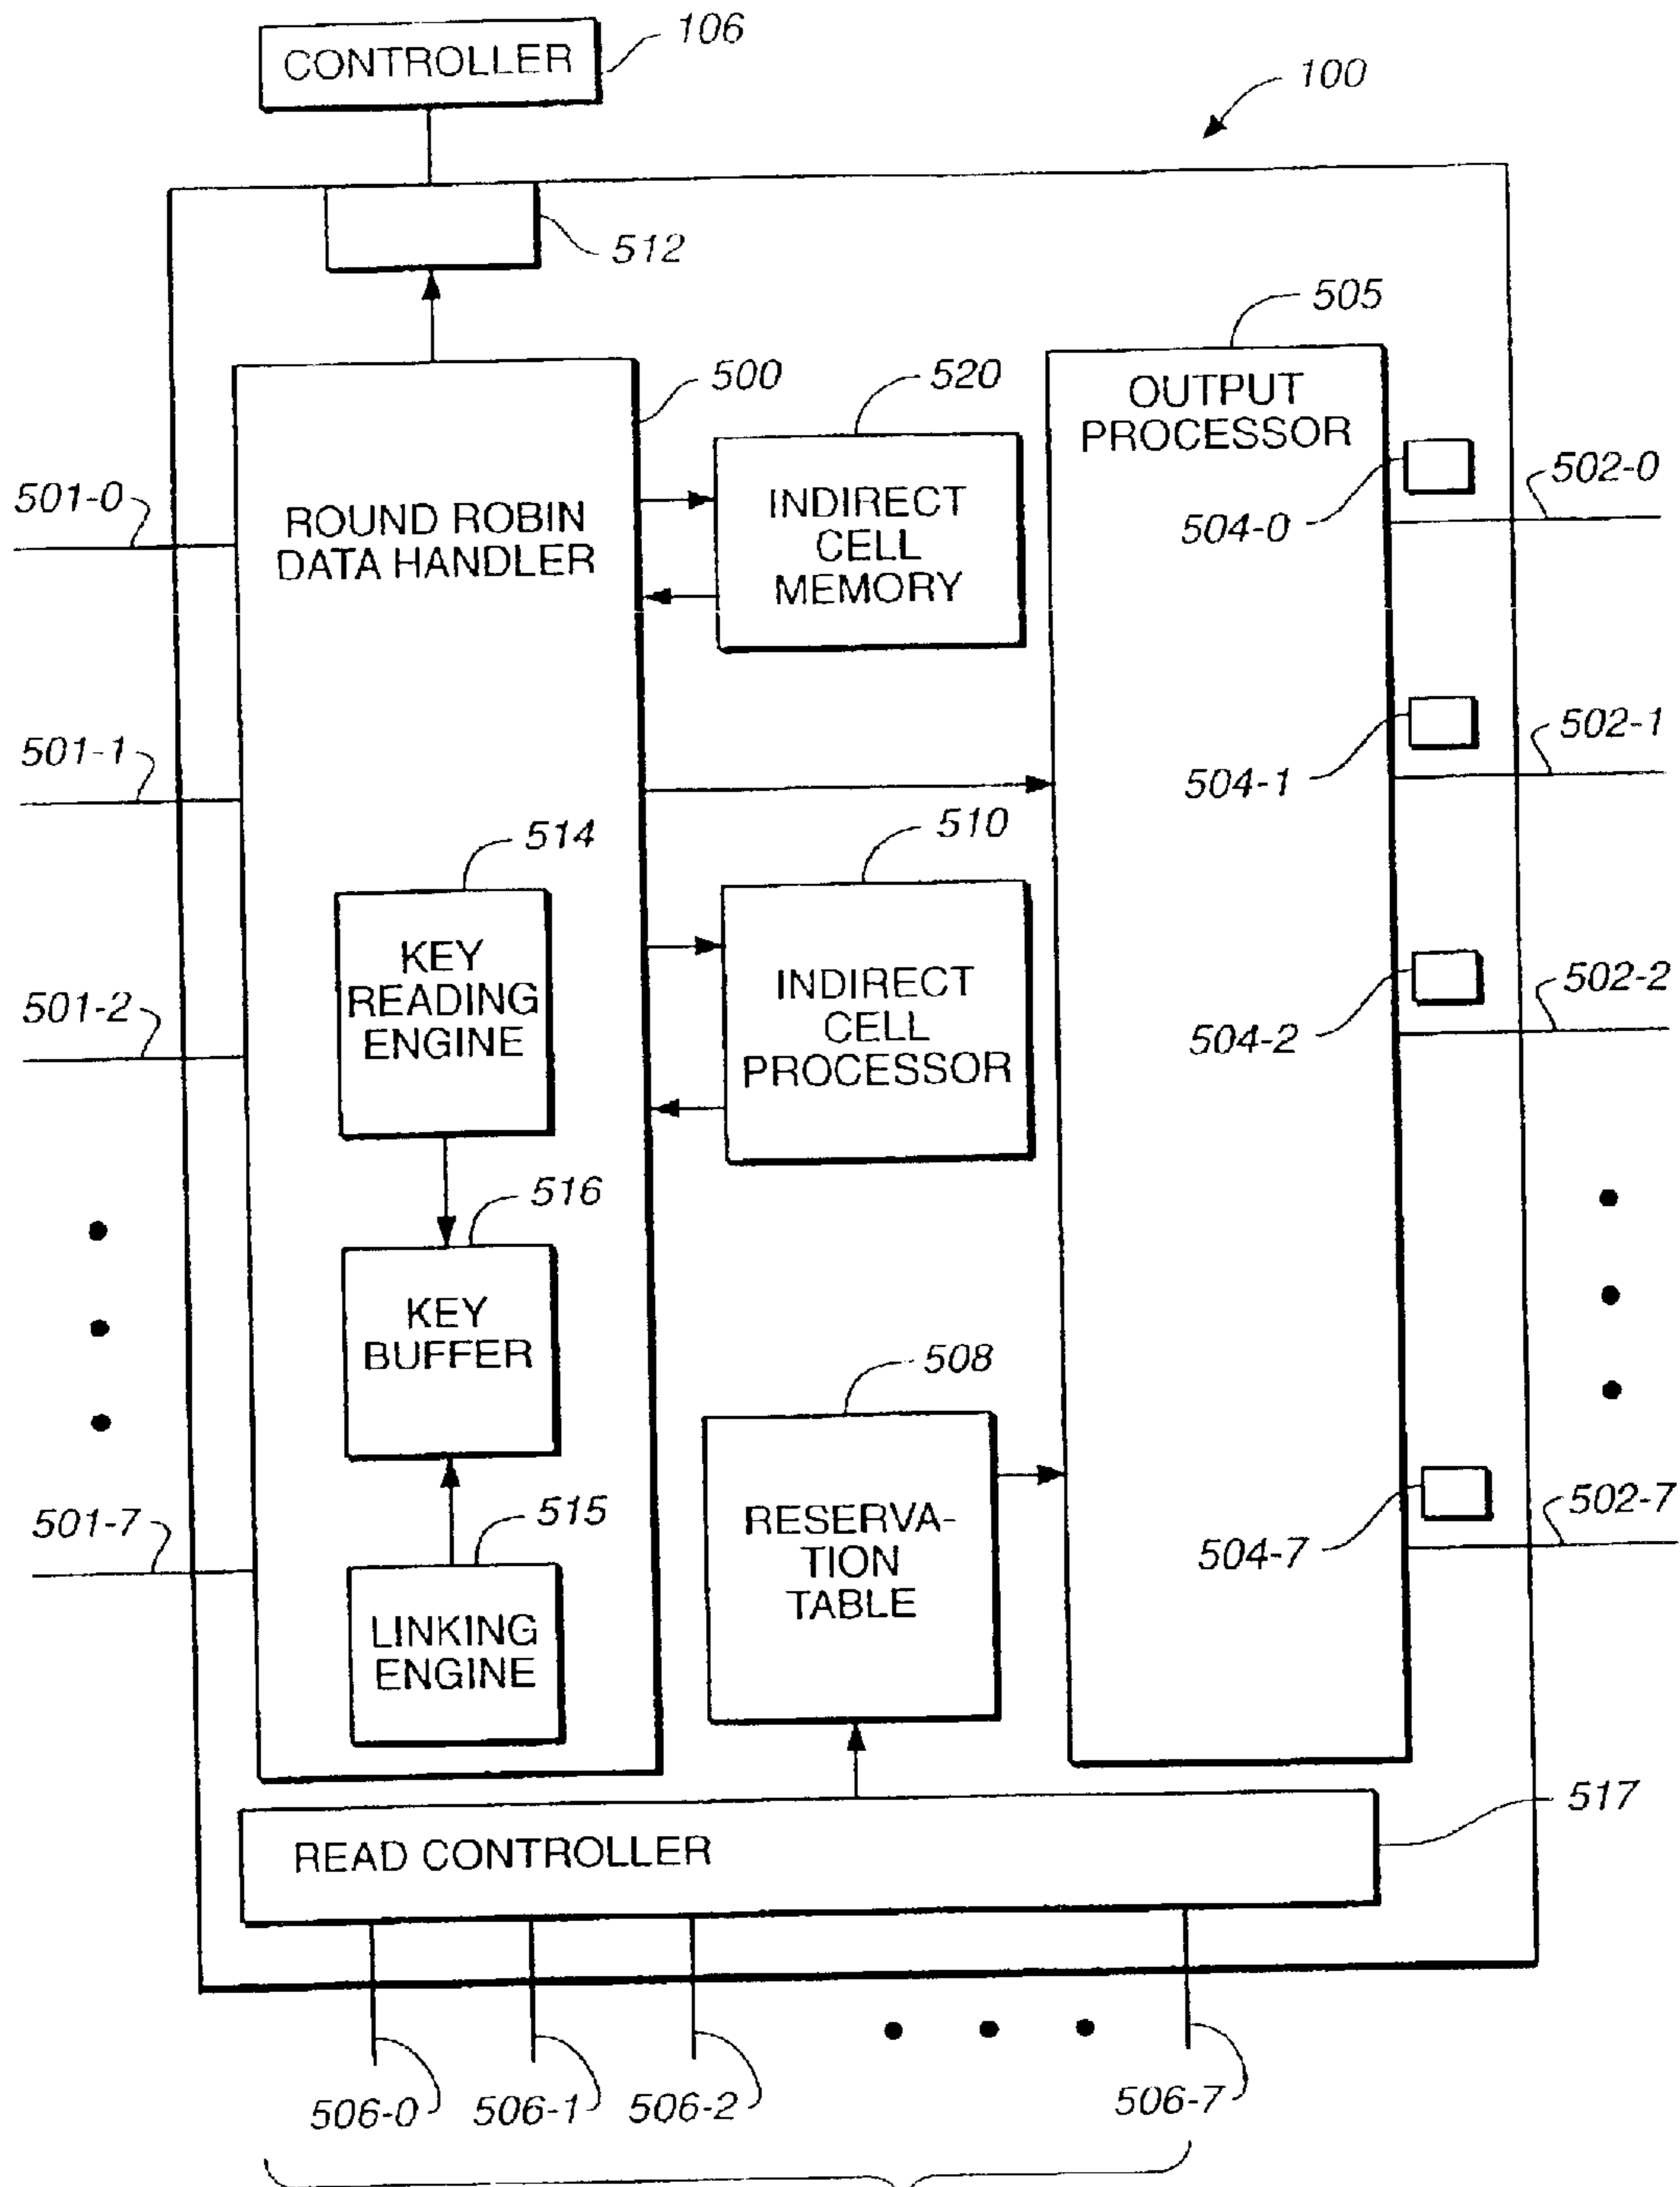 CONTROLLER
106
100
512
505
OUTPUT
PROCESSOR
500
520
ROUND ROBIN
DATA HANDLER
INDIRECT
CELL
MEMORY
501-0
504-0
502-0
501-1
504-1
502-1
514
510
KEY
READING
ENGINE
INDIRECT
CELL
PROCESSOR
501-2
504-2
502-2
516
KEY
BUFFER
508
501-7
515
RESERVA-
TION
TABLE
504-7
502-7
LINKING
ENGINE
517
READ CONTROLLER
506-0
506-1
506-2
506-7